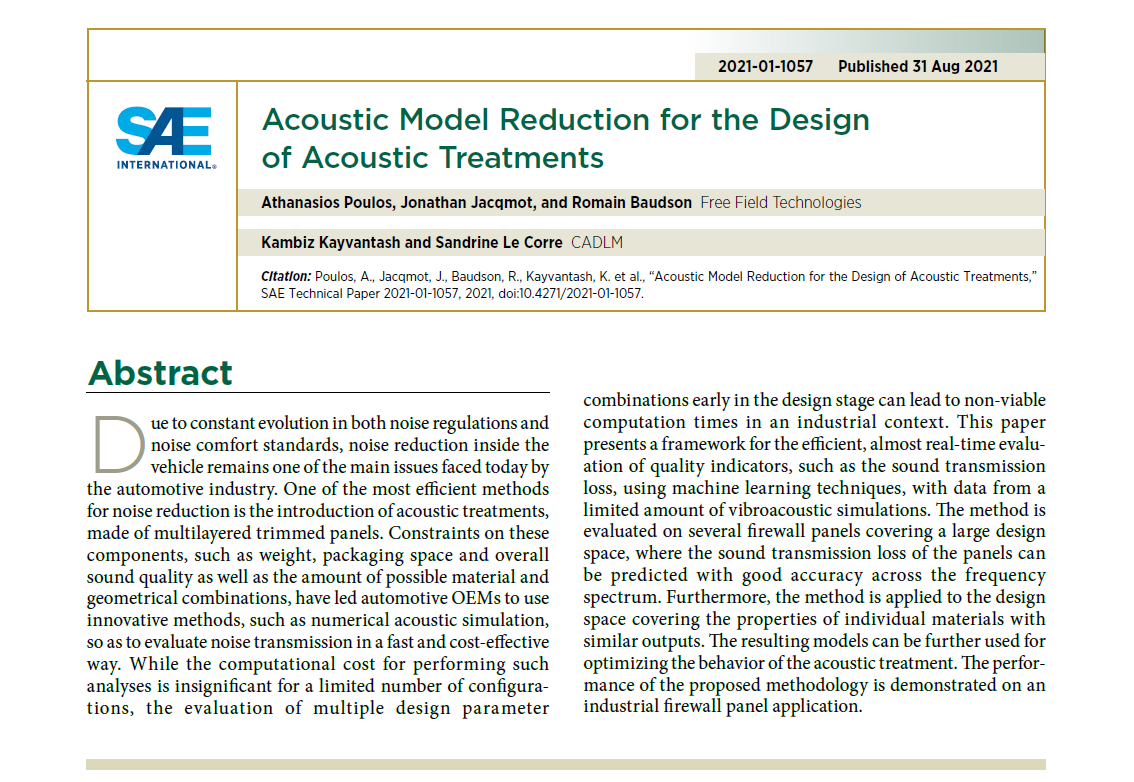 2021-01-1057 Published 31 Aug 2021
SAE
INTERNATIONAL®
Acoustic Model Reduction for the Design
of Acoustic Treatments
Athanasios Poulos, Jonathan Jacqmot, and Romain Baudson Free Field Technologies
Kambiz Kayvantash and Sandrine Le Corre CADLM
Citation: Poulos, A., Jacqmot, J., Baudson, R., Kayvantash, K. et al., “Acoustic Model Reduction for the Design of Acoustic Treatments,”
SAE Technical Paper 2021-01-1057, 2021, doi:10.4271/2021-01-1057.
Abstract
Due to constant evolution in both noise regulations and
noise comfort standards, noise reduction inside the
vehicle remains one of the main issues faced today by
the automotive industry. One of the most efficient methods
for noise reduction is the introduction of acoustic treatments,
made of multilayered trimmed panels. Constraints on these
components, such as weight, packaging space and overall
sound quality as well as the amount of possible material and
geometrical combinations, have led automotive OEMs to use
innovative methods, such as numerical acoustic simulation,
so as to evaluate noise transmission in a fast and cost-effective
way. While the computational cost for performing such
analyses is insignificant for a limited number of configura-
tions, the evaluation of multiple design parameter
combinations early in the design stage can lead to non-viable
computation times in an industrial context. This paper
presents a framework for the efficient, almost real-time evalu-
ation of quality indicators, such as the sound transmission
loss, using machine learning techniques, with data from a
limited amount of vibroacoustic simulations. The method is
evaluated on several firewall panels covering a large design
space, where the sound transmission loss of the panels can
be predicted with good accuracy across the frequency
spectrum. Furthermore, the method is applied to the design
space covering the properties of individual materials with
similar outputs. The resulting models can be further used for
optimizing the behavior of the acoustic treatment. The perfor-
mance of the proposed methodology is demonstrated on an
industrial firewall panel application.